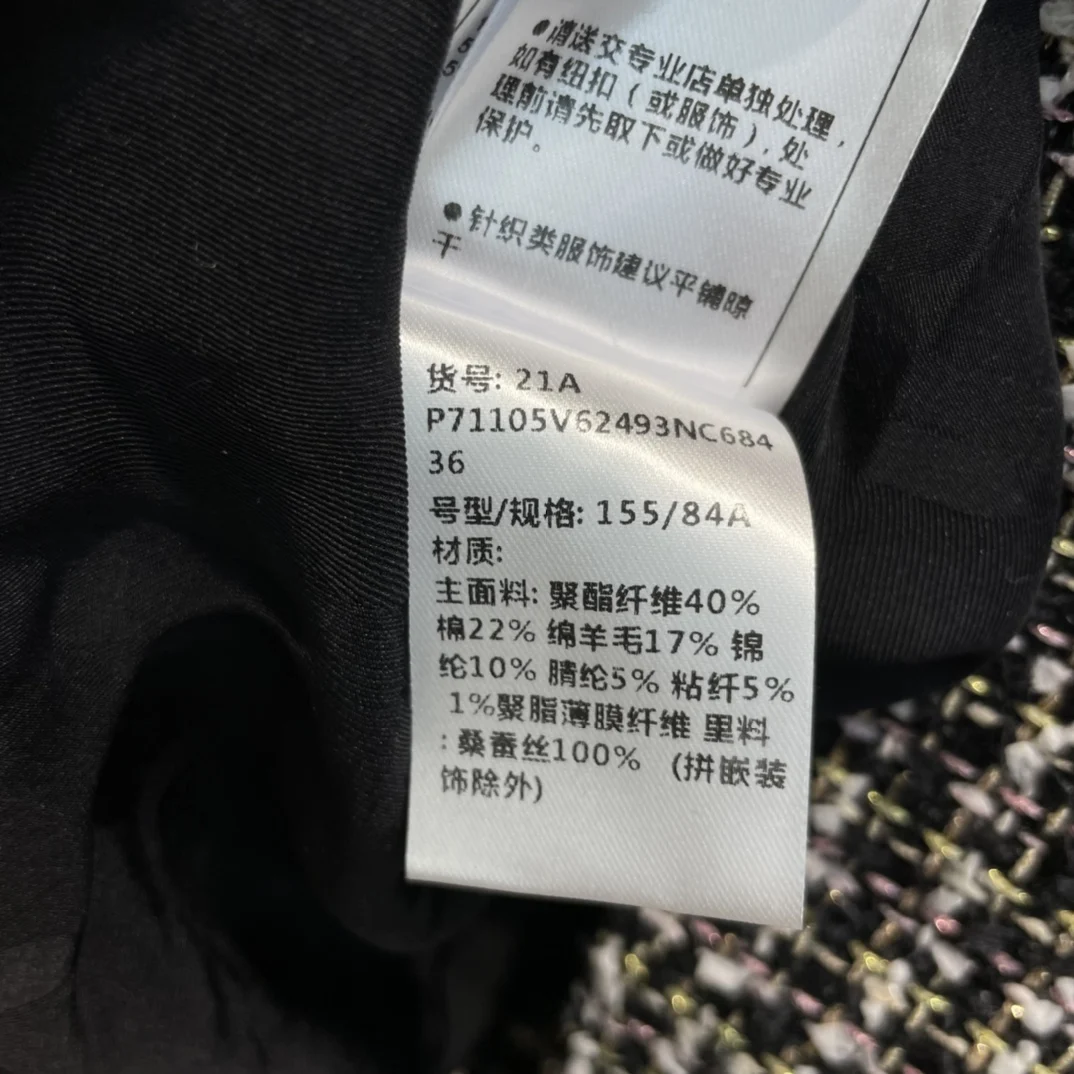 ●请送交专业店单独处理，
如有纽扣（或服饰），处
理前请先取下或做好专业
保护。
●针织类服饰建议平铺晾
干
货号: 21A
P71105V62493NC684
36
号型/规格: 155/84A
材质:
主面料: 聚酯纤维40%
棉22% 绵羊毛17% 锦
纶10% 腈纶5% 粘纤5%
1%聚脂薄膜纤维 里料
: 桑蚕丝100% (拼嵌装
饰除外)